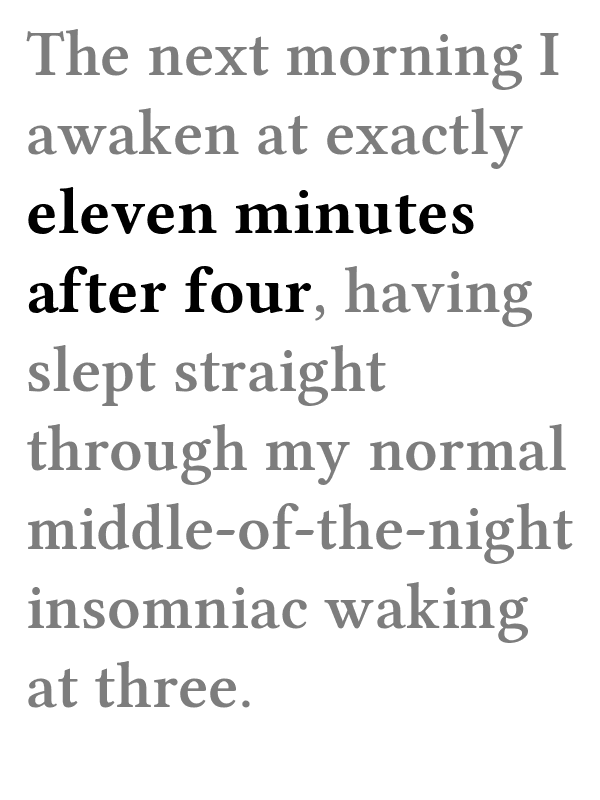 The next morning I
awaken at exactly
eleven minutes
after four, having
slept straight
through my normal
middle-of-the-night
insomniac waking
at three.